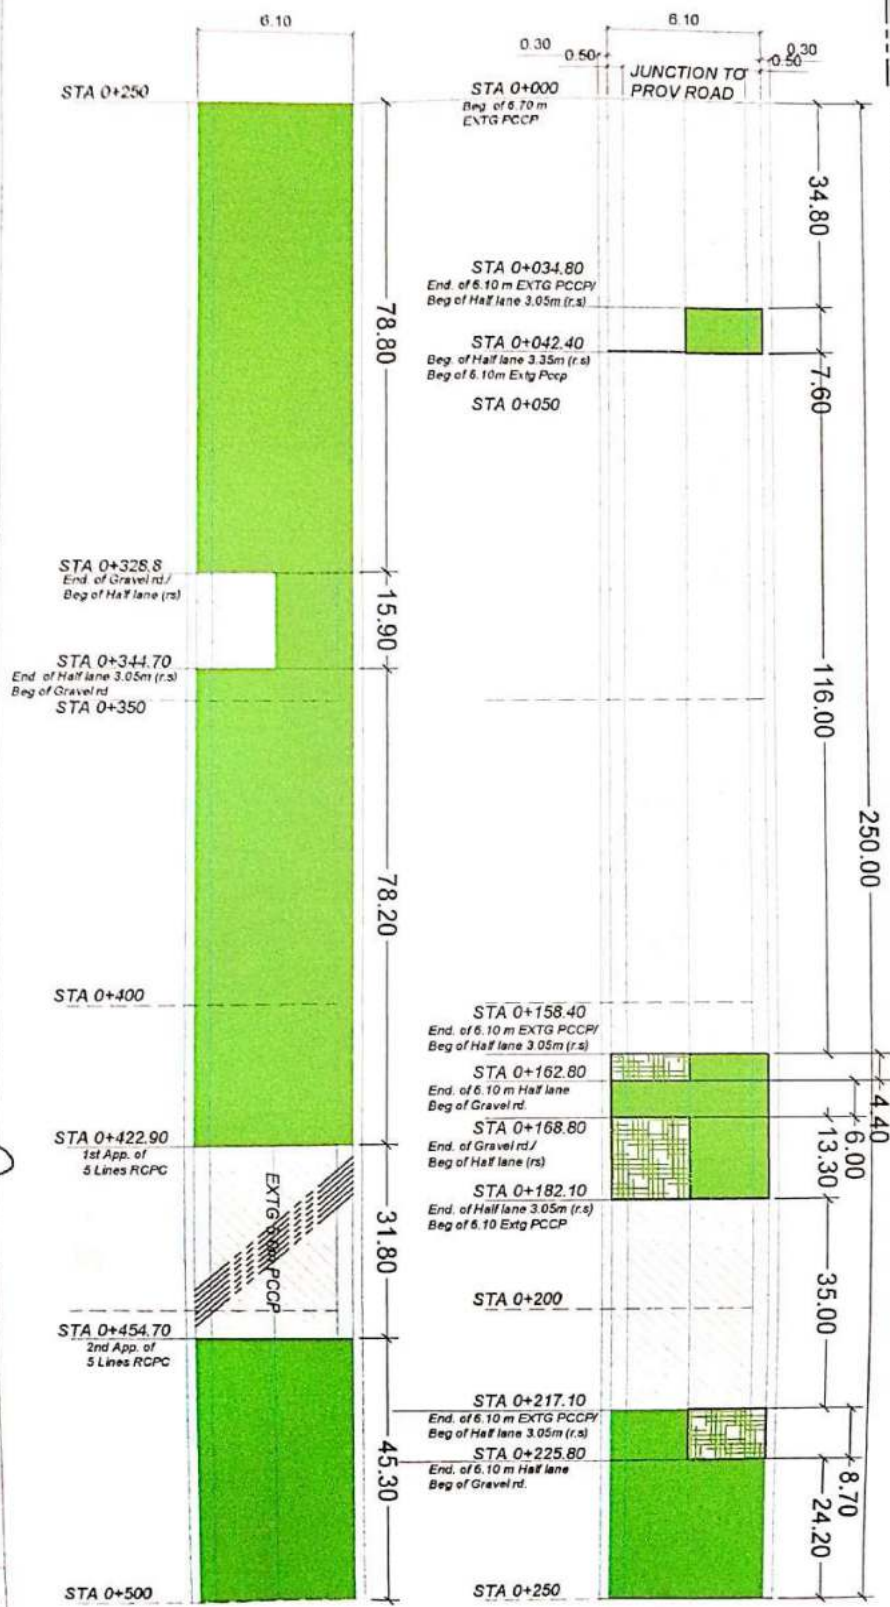 6.10
STA 0+250
78.80
STA 0+328.8
End. of Gravel rd./
Beg of Half lane (rs)
15.90
STA 0+344.70
End. of Half lane 3.05m (r.s)
Beg of Gravel rd
STA 0+350
78.20
STA 0+400
STA 0+422.90
1st App. of
5 Lines RCPC
31.80
STA 0+454.70
2nd App. of
5 Lines RCPC
45.30
STA 0+500
6.10
0.30
0.50
0.30
0.50
JUNCTION TO
PROV ROAD
STA 0+000
Beg. of 6.70 m
EXTG PCCP
34.80
STA 0+034.80
End. of 6.10 m EXTG PCCP/
Beg of Half lane 3.05m (r.s)
7.60
STA 0+042.40
Beg. of Half lane 3.35m (r.s)
Beg of 6.10m Extg Pccp
STA 0+050
116.00
250.00
STA 0+158.40
End. of 6.10 m EXTG PCCP/
Beg of Half lane 3.05m (r.s)
4.40
STA 0+162.80
End. of 6.10 m Half lane
Beg of Gravel rd.
6.00
STA 0+168.80
End. of Gravel rd./
Beg of Half lane (rs)
13.30
STA 0+182.10
End. of Half lane 3.05m (r.s)
Beg of 6.10 Extg PCCP
35.00
STA 0+200
STA 0+217.10
End. of 6.10 m EXTG PCCP/
Beg of Half lane 3.05m (r.s)
8.70
STA 0+225.80
End. of 6.10 m Half lane
Beg of Gravel rd.
24.20
STA 0+250
EXTG PCCP